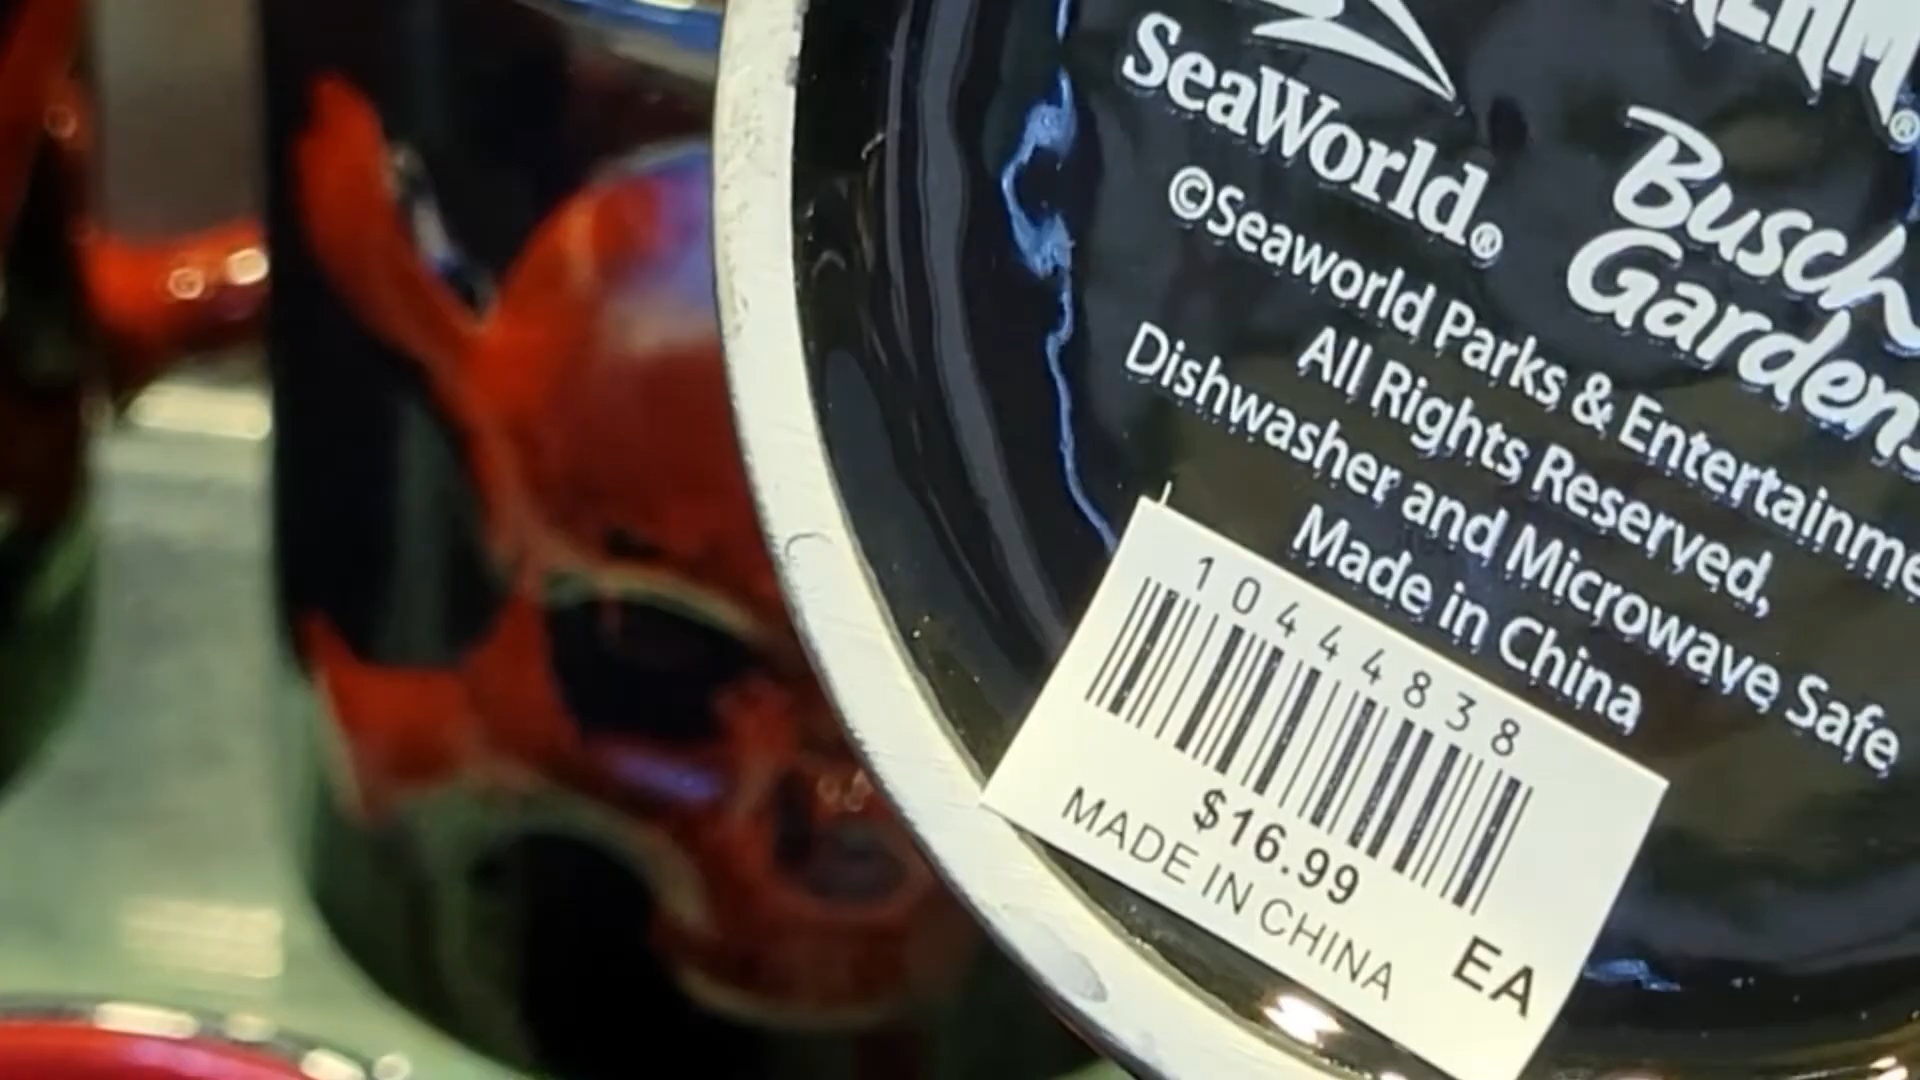 SeaWorld®
Busch
Gardens
©Seaworld Parks & Entertainme
All Rights Reserved,
Dishwasher and Microwave Safe
Made in China
10444838
$16.99
MADE IN CHINA
EA